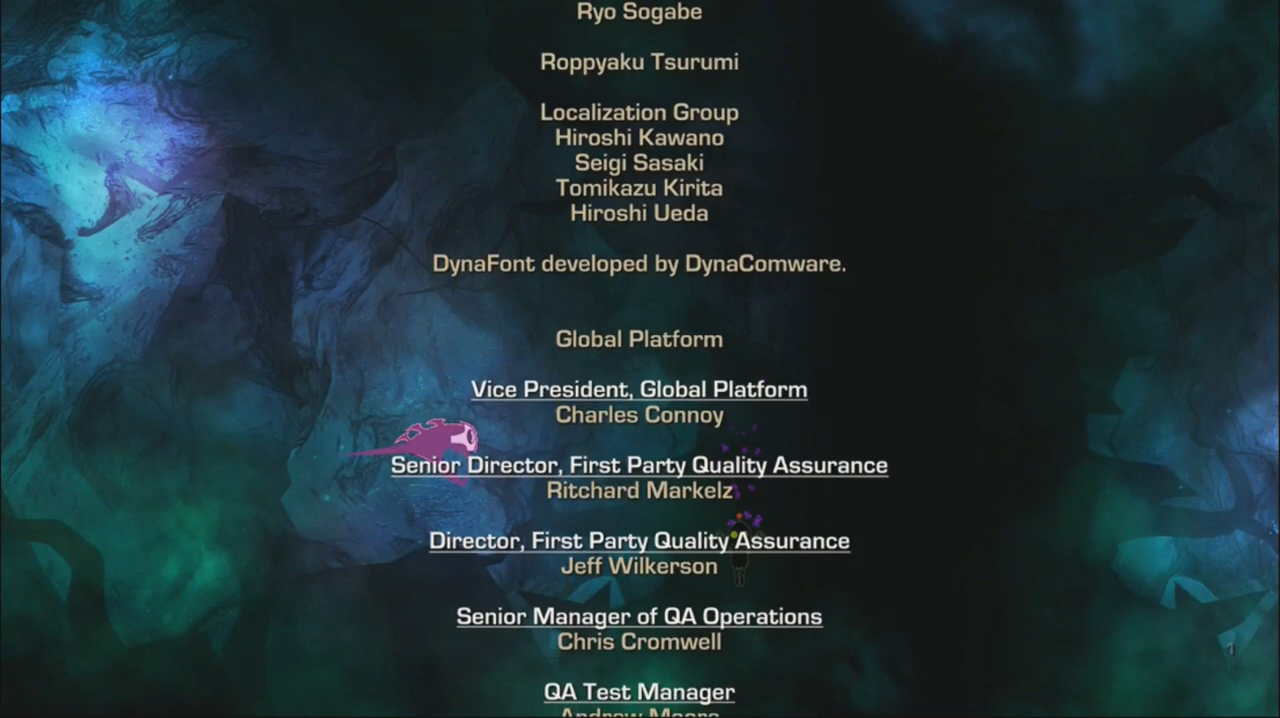 Ryo Sogabe
Roppyaku Tsurumi
Localization Group
Hiroshi Kawano
Seigi Sasaki
Tomikazu Kirita
Hiroshi Ueda
DynaFont developed by DynaComware.
Global Platform
Vice President, Global Platform
Charles Connoy
Senior Director, First Party Quality Assurance
Ritchard Markelz
Director, First Party Quality Assurance
Jeff Wilkerson
Senior Manager of QA Operations
Chris Cromwell
QA Test Manager
Andrew
1